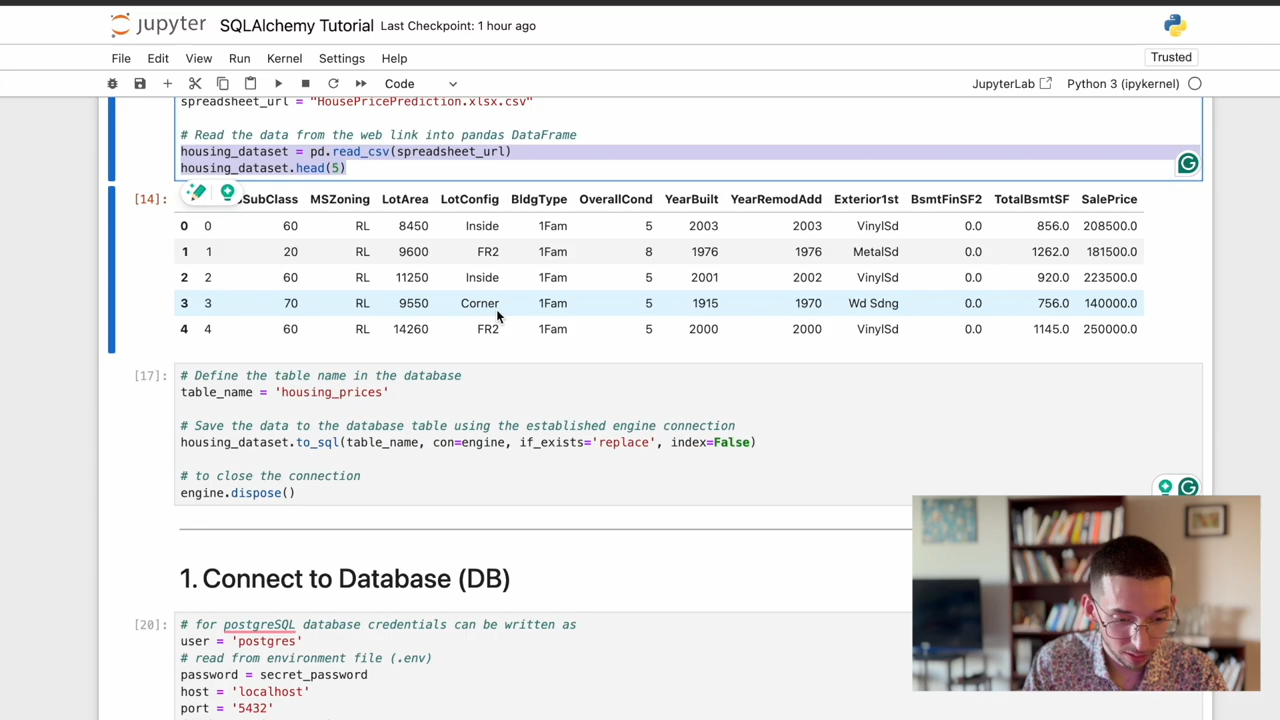 jupyter SQLAlchemy Tutorial Last Checkpoint: 1 hour ago
File Edit View Run Kernel Settings Help
Trusted
Code
JupyterLab Python 3 (ipykernel)
spreadsheet_url = "HousePricePrediction.xlsx.csv"
# Read the data from the web link into pandas DataFrame
housing_dataset = pd.read_csv(spreadsheet_url)
housing_dataset.head(5)
[14]: SubClass MSZoning LotArea LotConfig BldgType OverallCond YearBuilt YearRemodAdd Exterior1st BsmtFinSF2 TotalBsmtSF SalePrice
0 0 60 RL 8450 Inside 1Fam 5 2003 2003 VinylSd 0.0 856.0 208500.0
1 1 20 RL 9600 FR2 1Fam 8 1976 1976 MetalSd 0.0 1262.0 181500.0
2 2 60 RL 11250 Inside 1Fam 5 2001 2002 VinylSd 0.0 920.0 223500.0
3 3 70 RL 9550 Corner 1Fam 5 1915 1970 Wd Sdng 0.0 756.0 140000.0
4 4 60 RL 14260 FR2 1Fam 5 2000 2000 VinylSd 0.0 1145.0 250000.0
[17]: # Define the table name in the database
table_name = 'housing_prices'
# Save the data to the database table using the established engine connection
housing_dataset.to_sql(table_name, con=engine, if_exists='replace', index=False)
# to close the connection
engine.dispose()
1. Connect to Database (DB)
[20]: # for postgreSQL database credentials can be written as
user = 'postgres'
# read from environment file (.env)
password = secret_password
host = 'localhost'
port = '5432'